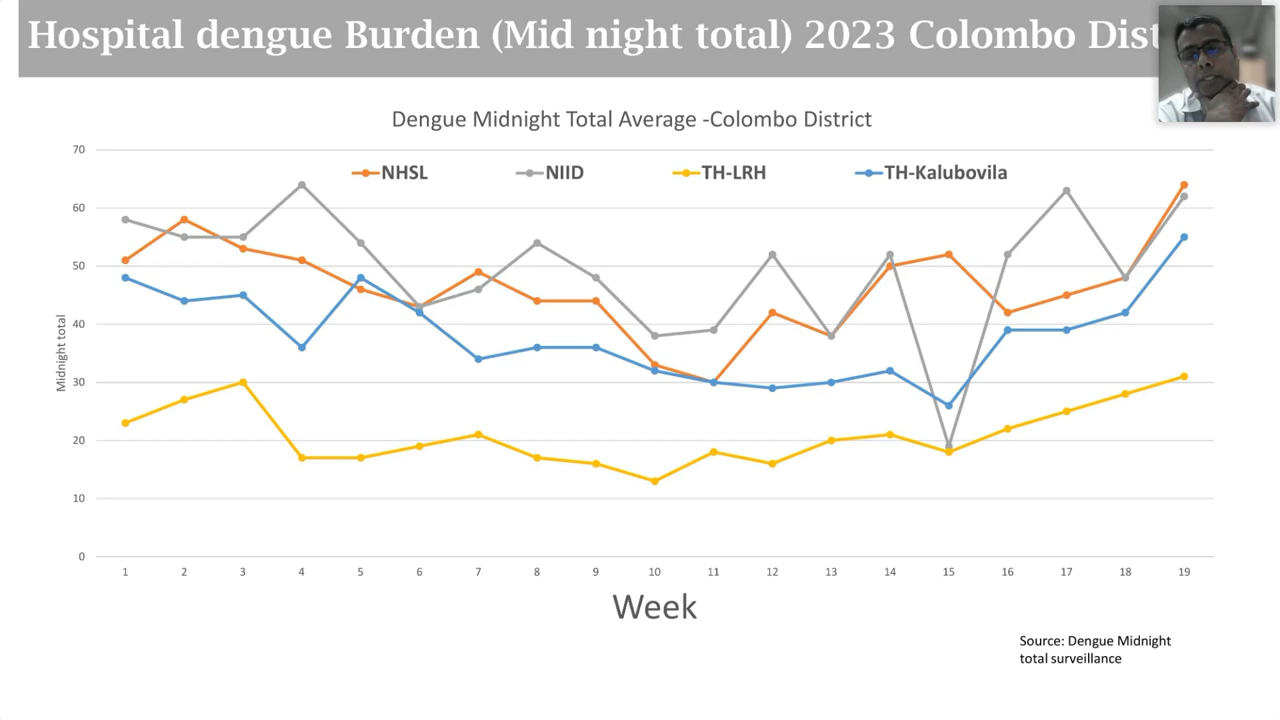 Hospital dengue Burden (Mid night total) 2023 Colombo Dist
Dengue Midnight Total Average -Colombo District
NHSL NIID TH-LRH TH-Kalubovila
70
60
50
40
30
20
10
0
Midnight total
1 2 3 4 5 6 7 8 9 10 11 12 13 14 15 16 17 18 19
Week
Source: Dengue Midnight
total surveillance